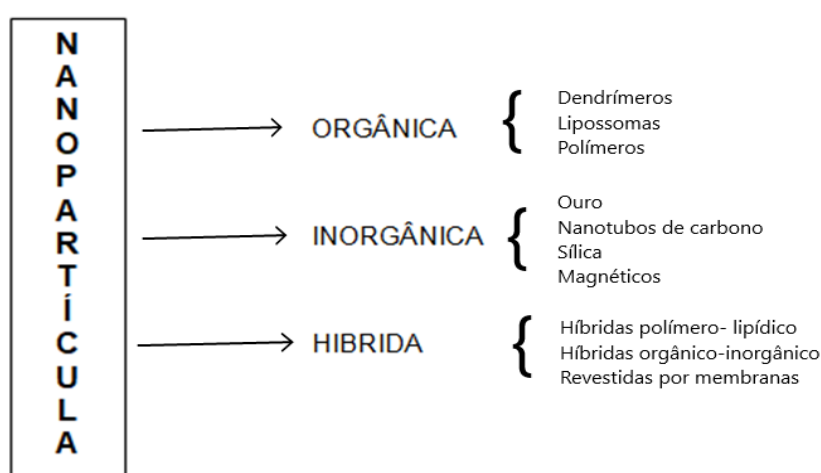 NANOPARTÍCULA
ORGÂNICA
Dendrímeros
Lipossomas
Polímeros
INORGÂNICA
Ouro
Nanotubos de carbono
Sílica
Magnéticos
HIBRIDA
Híbridas polímero- lipídico
Híbridas orgânico-inorgânico
Revestidas por membranas